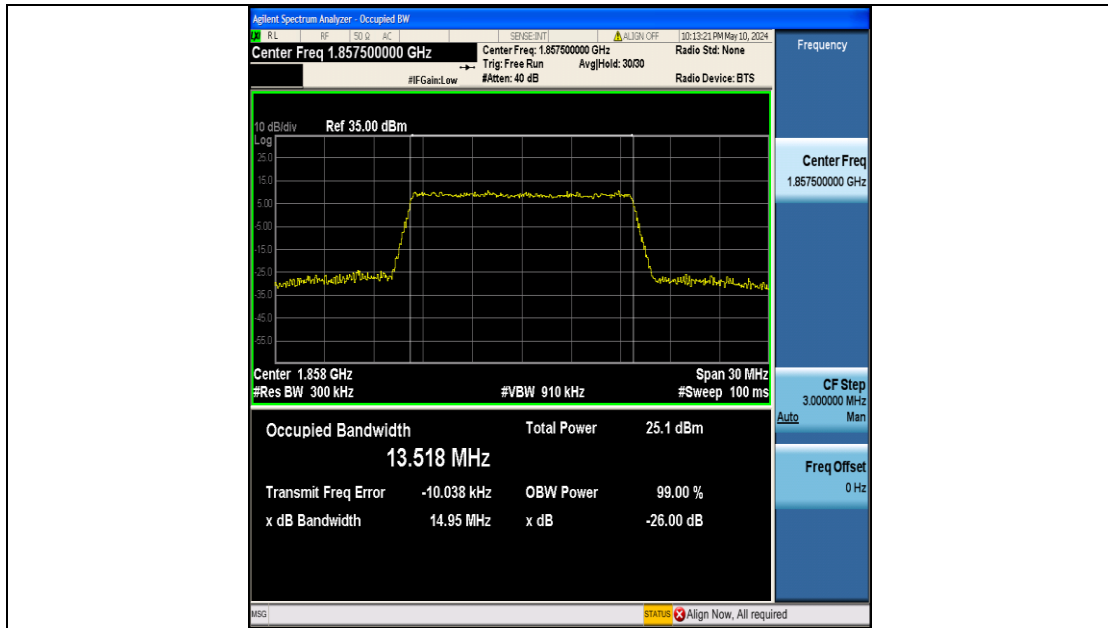 Agilent Spectrum Analyzer - Occupied BW
RL RF 50 Ω AC SENSE:INT ALIGN OFF 10:13:21 PM May 10, 2024
Center Freq 1.857500000 GHz
Center Freq: 1.857500000 GHz
Radio Std: None
Trig: Free Run Avg|Hold: 30/30
#IFGain:Low
#Atten: 40 dB
Radio Device: BTS
10 dB/div Ref 35.00 dBm
Log
25.0
15.0
5.00
-5.00
-15.0
-25.0
-35.0
-45.0
-55.0
Center 1.858 GHz Span 30 MHz
#Res BW 300 kHz #VBW 910 kHz #Sweep 100 ms
Occupied Bandwidth Total Power 25.1 dBm
13.518 MHz
Transmit Freq Error -10.038 kHz OBW Power 99.00 %
x dB Bandwidth 14.95 MHz x dB -26.00 dB
MSG STATUS Align Now, All required
Frequency
Center Freq
1.857500000 GHz
CF Step
3.000000 MHz
Auto Man
Freq Offset
0 Hz